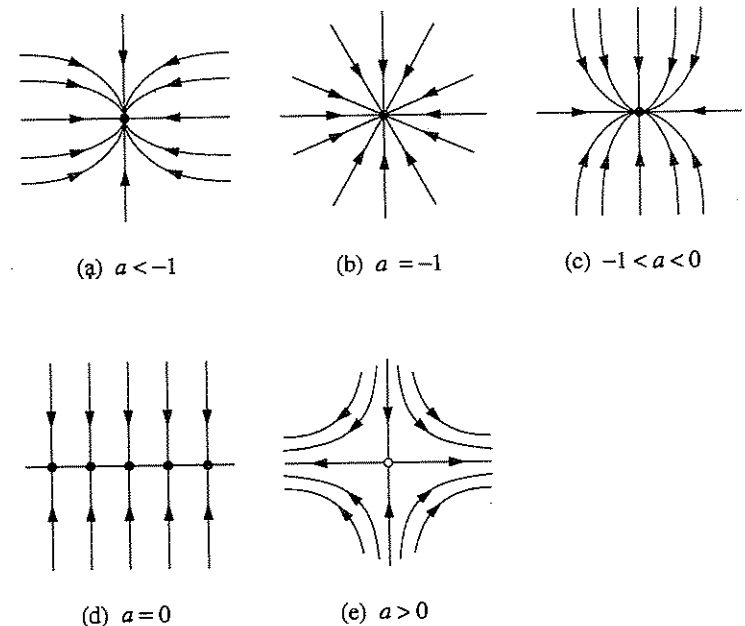 (a) a < −1
(b) a = −1
(c) −1 < a < 0
(d) a = 0
(e) a > 0